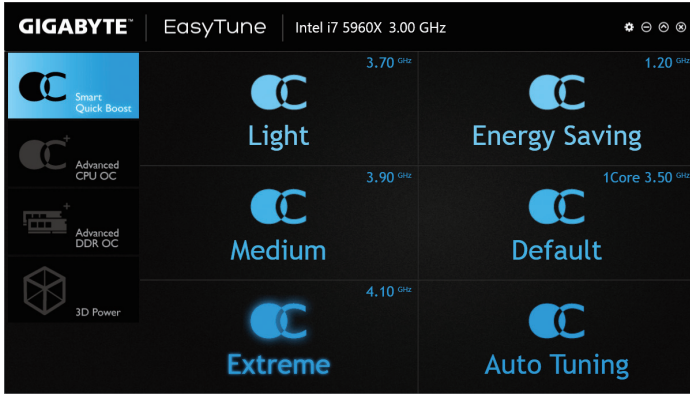 GIGABYTE™ EasyTune Intel i7 5960X 3.00 GHz
Smart
Quick Boost
Advanced
CPU OC
Advanced
DDR OC
3D Power
3.70 GHz
Light
1.20 GHz
Energy Saving
3.90 GHz
Medium
1Core 3.50 GHz
Default
4.10 GHz
Extreme
Auto Tuning